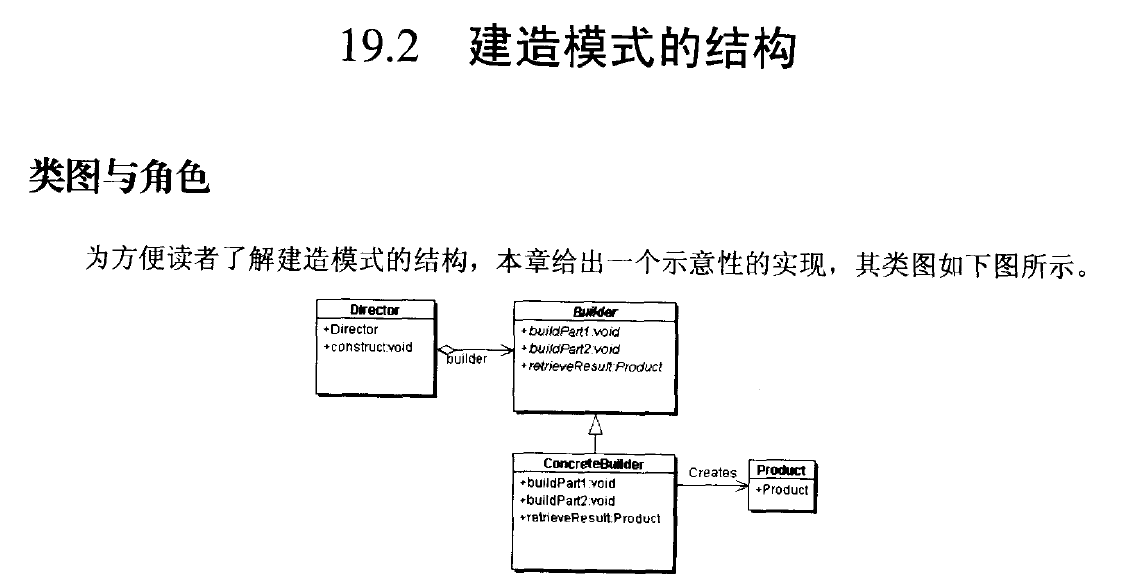 19.2 建造模式的结构
类图与角色
为方便读者了解建造模式的结构，本章给出一个示意性的实现，其类图如下图所示。
Director
+Director
+construct:void
builder
Builder
+buildPart1:void
+buildPart2:void
+retrieveResult:Product
ConcreteBuilder
+buildPart1:void
+buildPart2:void
+retrieveResult:Product
Creates
Product
+Product